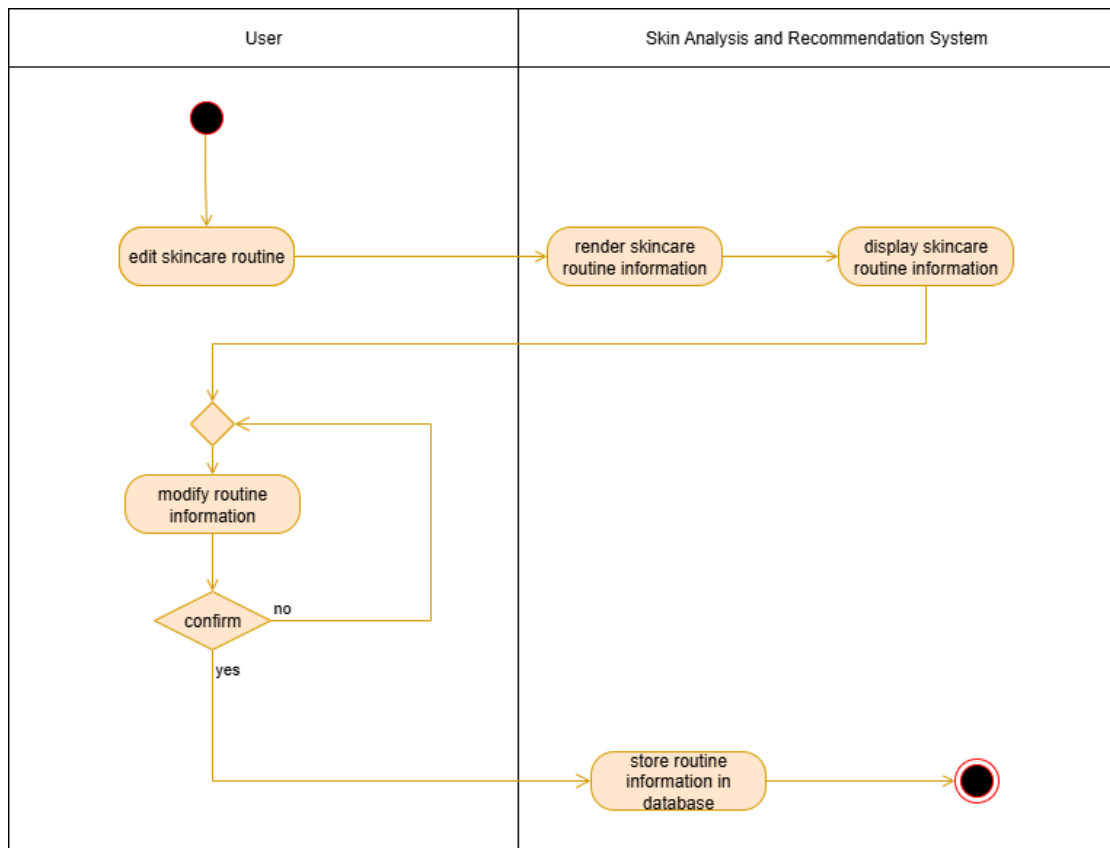 User
Skin Analysis and Recommendation System
edit skincare routine
render skincare
routine information
display skincare
routine information
modify routine
information
confirm
no
yes
store routine
information in
database